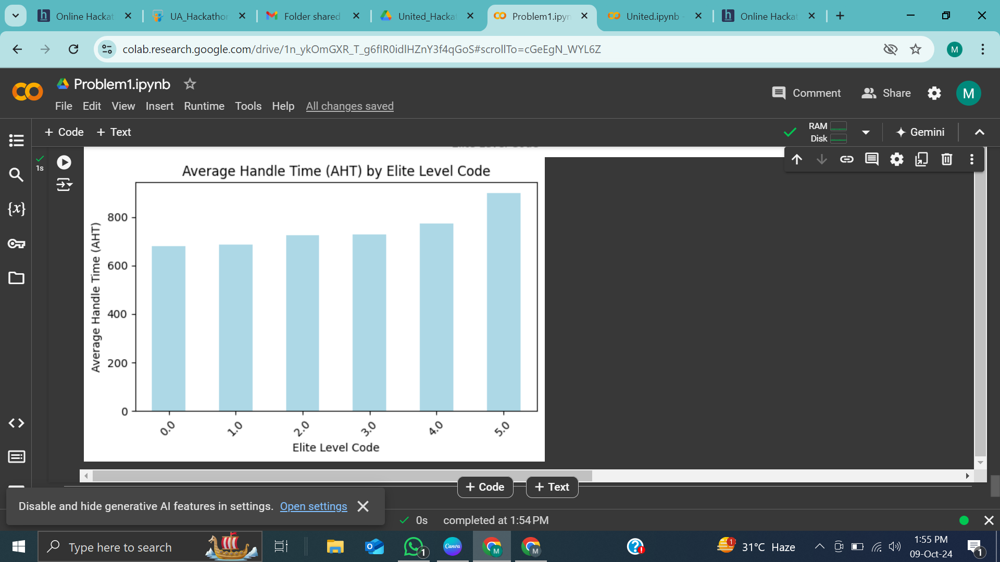 Online Hackat
UA_Hackathor
Folder shared
United_Hacka
Problem1.ipyn
United.ipynb -
Online Hackat
colab.research.google.com/drive/1n_ykOmGXR_T_g6fIR0idlHZnY3f4qGoS#scrollTo=cGeEgN_WYL6Z
M
Problem1.ipynb
File Edit View Insert Runtime Tools Help All changes saved
Comment
Share
M
+ Code + Text
RAM
Disk
Gemini
1s
{x}
Average Handle Time (AHT) by Elite Level Code
Average Handle Time (AHT)
800
600
400
200
0
0.0 1.0 2.0 3.0 4.0 5.0
Elite Level Code
+ Code + Text
Disable and hide generative AI features in settings. Open settings
0s completed at 1:54 PM
Type here to search
1
Canva
M
M
1
31°C Haze
1:55 PM
09-Oct-24
1